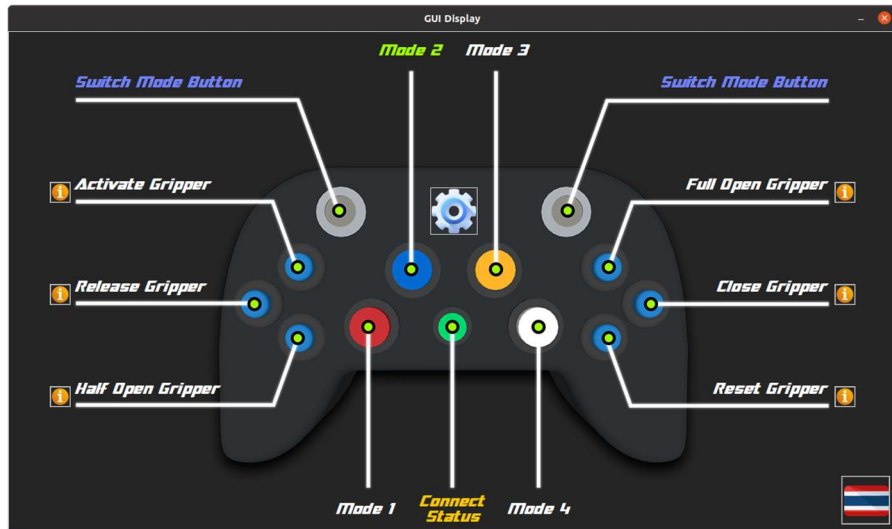 GUI Display
Mode 2
Mode 3
Switch Mode Button
Switch Mode Button
Activate Gripper
Full Open Gripper
Release Gripper
Close Gripper
Half Open Gripper
Reset Gripper
Mode 1
Connect
Status
Mode 4